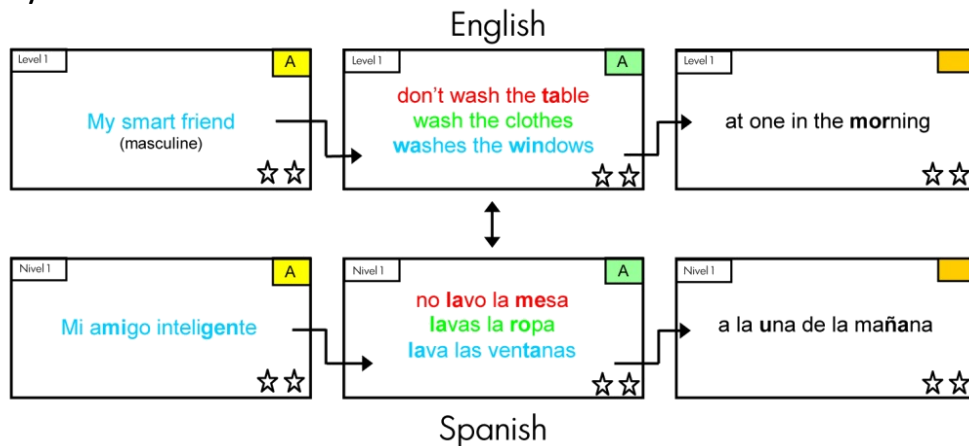 English
Level 1
A
My smart friend
(masculine)
Level 1
A
don't wash the table
wash the clothes
washes the windows
Level 1
at one in the morning
Nivel 1
A
Mi amigo inteligente
Nivel 1
A
no lavo la mesa
lavas la ropa
lava las ventanas
Nivel 1
a la una de la mañana
Spanish